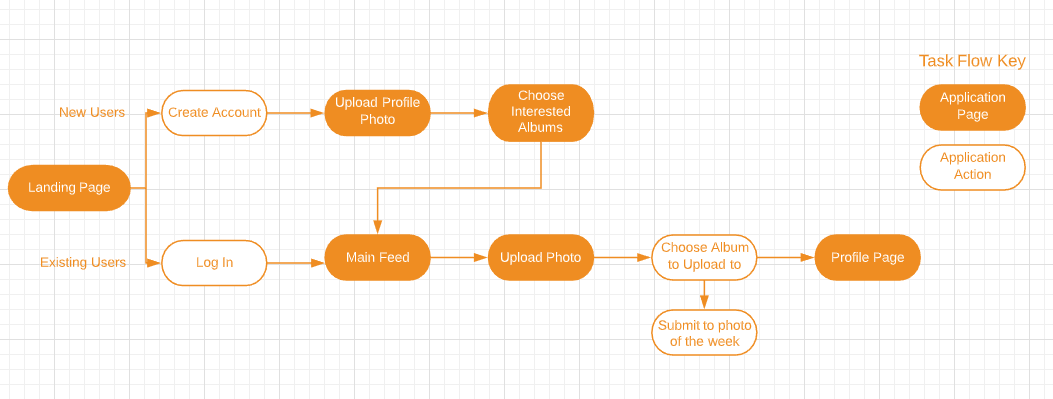 Task Flow Key
Application
Page
Application
Action
New Users
Create Account
Upload Profile
Photo
Choose
Interested
Albums
Landing Page
Existing Users
Log In
Main Feed
Upload Photo
Choose Album
to Upload to
Profile Page
Submit to photo
of the week